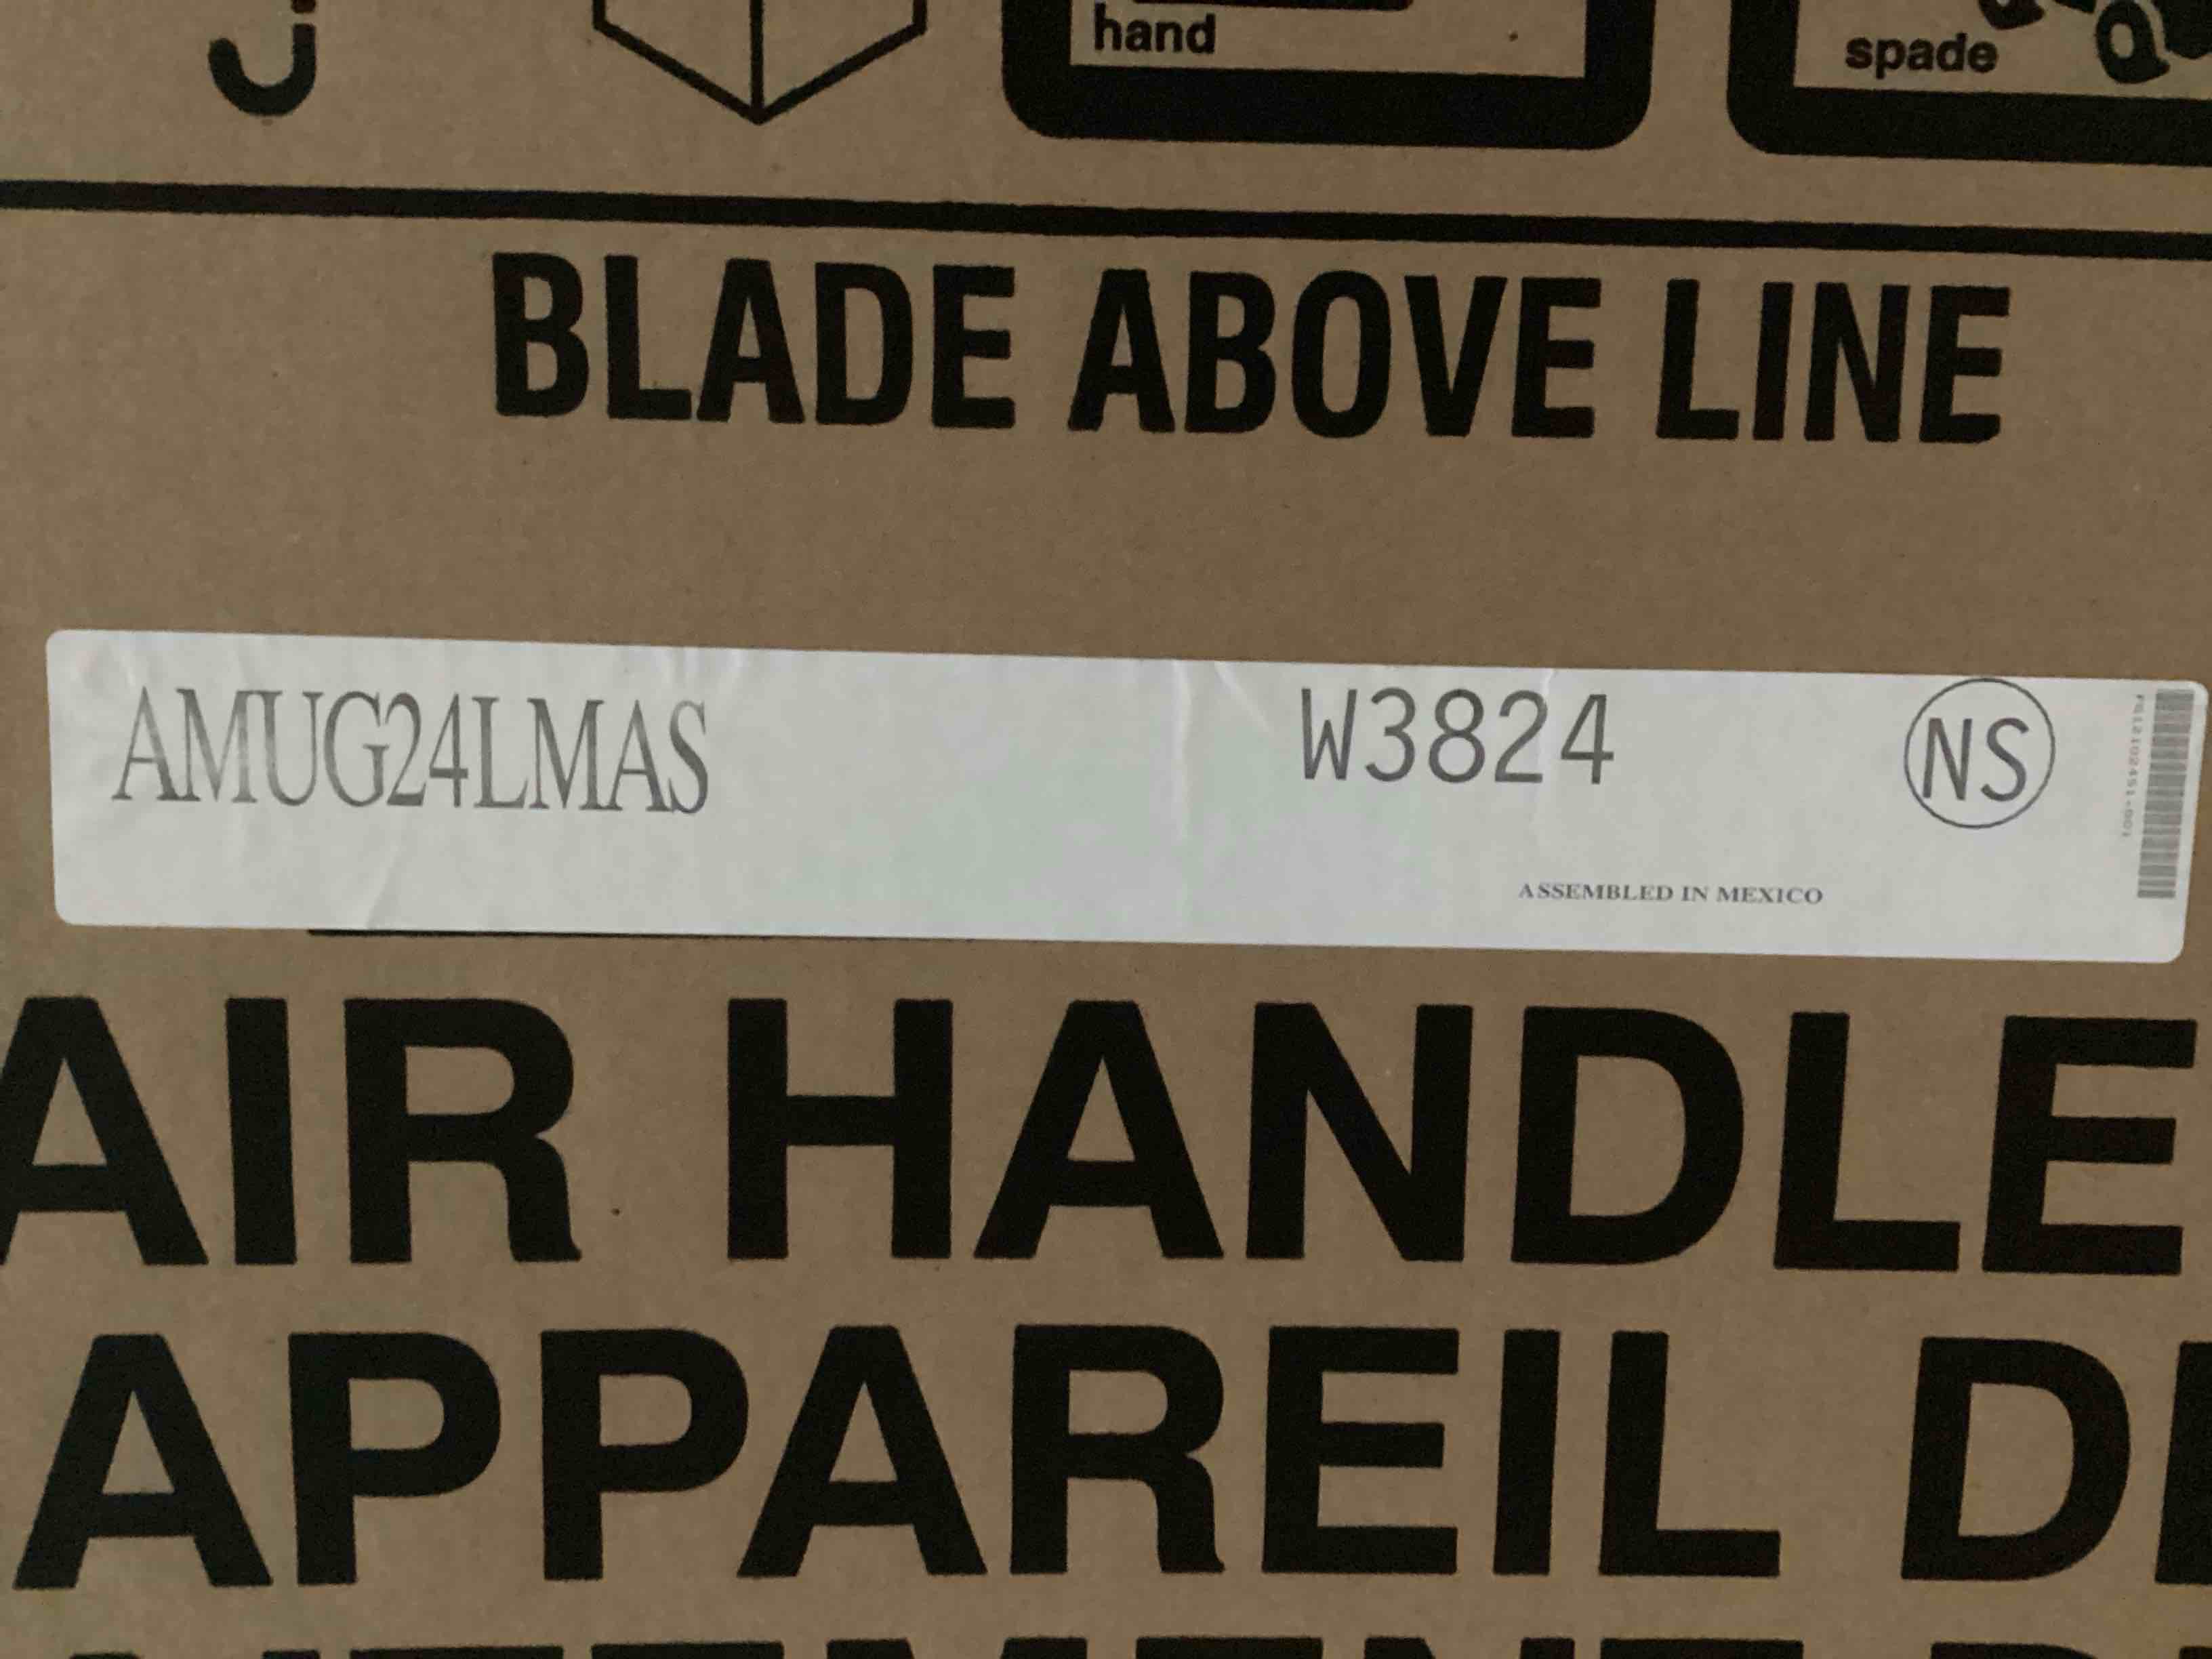 hand
spade
BLADE ABOVE LINE
AMUG24LMAS
W3824
NS
ASSEMBLED IN MEXICO
AIR HANDLE
APPAREIL